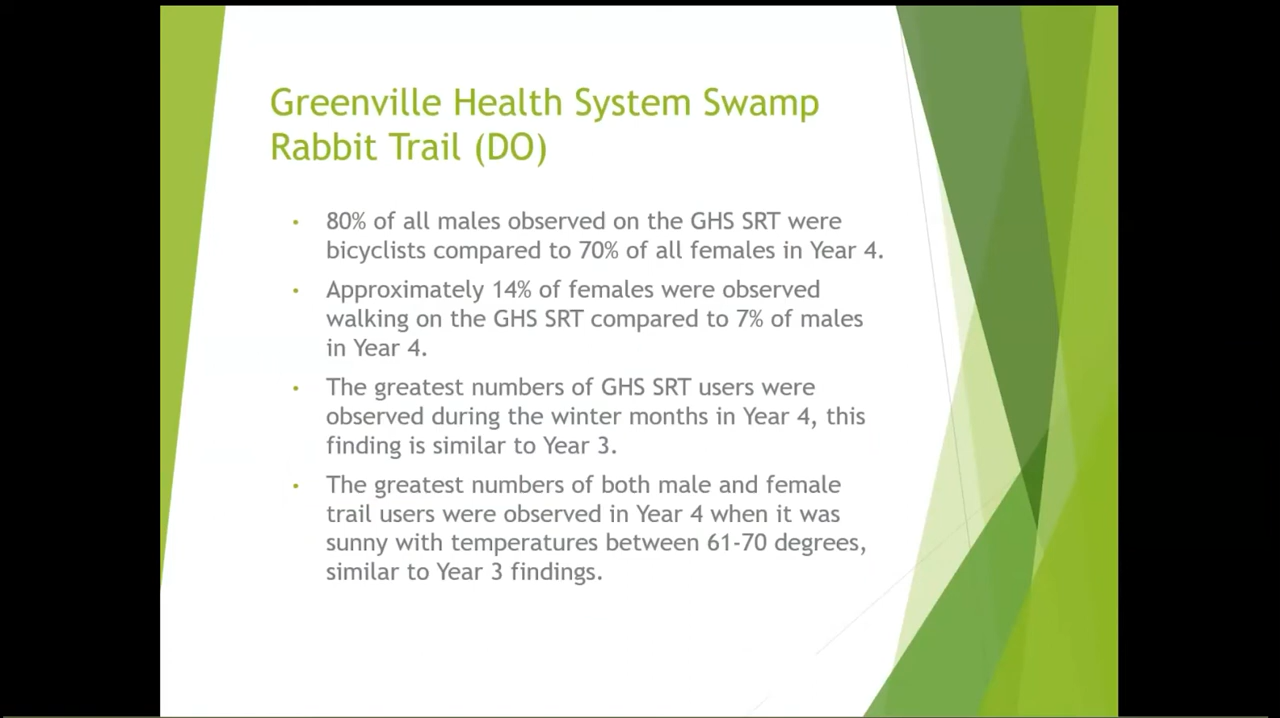 Greenville Health System Swamp
Rabbit Trail (DO)
• 80% of all males observed on the GHS SRT were
bicyclists compared to 70% of all females in Year 4.
• Approximately 14% of females were observed
walking on the GHS SRT compared to 7% of males
in Year 4.
• The greatest numbers of GHS SRT users were
observed during the winter months in Year 4, this
finding is similar to Year 3.
• The greatest numbers of both male and female
trail users were observed in Year 4 when it was
sunny with temperatures between 61-70 degrees,
similar to Year 3 findings.